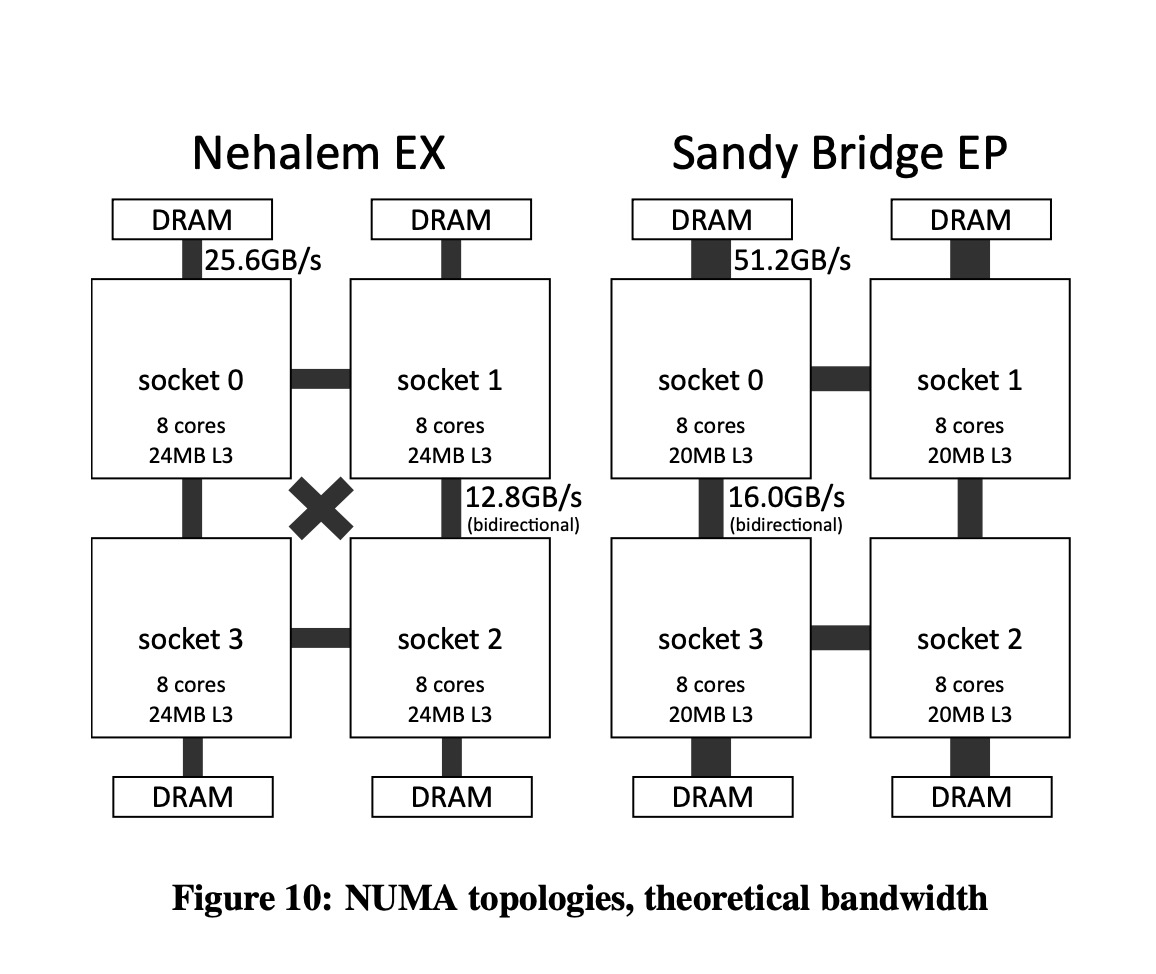 Nehalem EX
DRAM
DRAM
25.6GB/s
socket 0
8 cores
24MB L3
socket 1
8 cores
24MB L3
12.8GB/s
(bidirectional)
socket 3
8 cores
24MB L3
socket 2
8 cores
24MB L3
DRAM
DRAM
Sandy Bridge EP
DRAM
DRAM
51.2GB/s
socket 0
8 cores
20MB L3
socket 1
8 cores
20MB L3
16.0GB/s
(bidirectional)
socket 3
8 cores
20MB L3
socket 2
8 cores
20MB L3
DRAM
DRAM
Figure 10: NUMA topologies, theoretical bandwidth